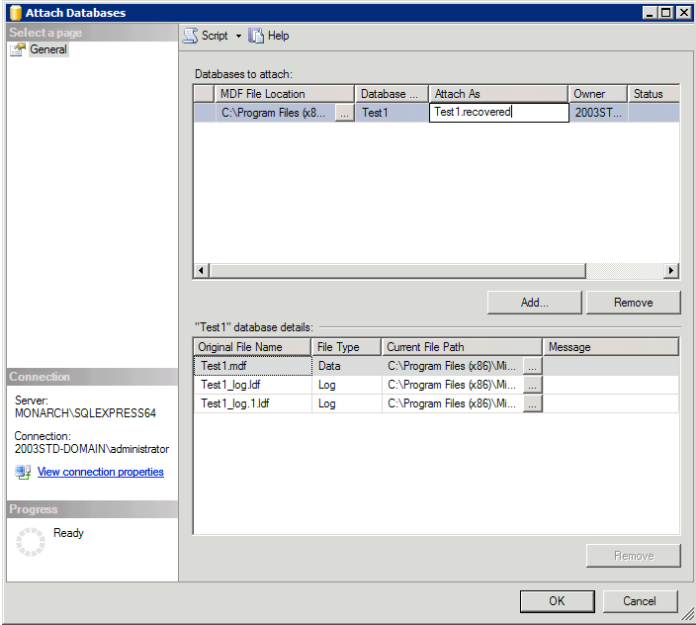 Attach Databases
Select a page
General
Script Help
Databases to attach:
MDF File Location Database ... Attach As Owner Status
C:\Program Files (x8... ... Test1 Test1.recovered 2003ST...
Add... Remove
"Test1" database details:
Original File Name File Type Current File Path Message
Test1.mdf Data C:\Program Files (x86)\Mi... ...
Test1_log.ldf Log C:\Program Files (x86)\Mi... ...
Test1_log.1.ldf Log C:\Program Files (x86)\Mi... ...
Connection
Server:
MONARCH\SQLEXPRESS64
Connection:
2003STD-DOMAIN\administrator
View connection properties
Progress
Ready
Remove
OK Cancel